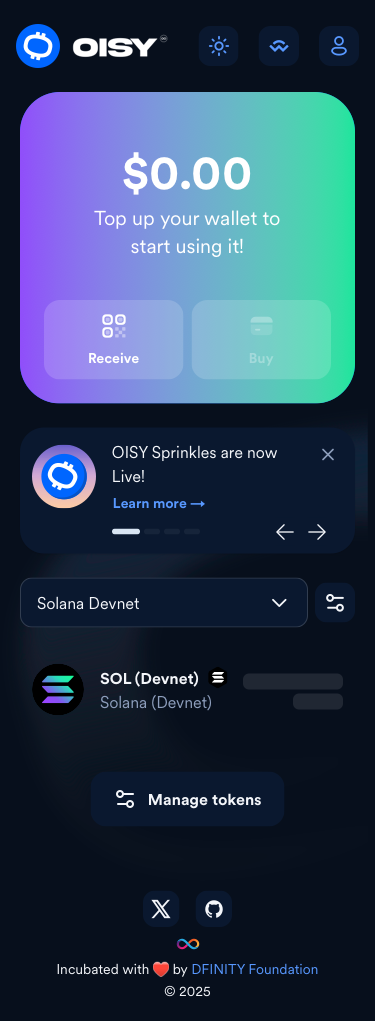 OISY
$0.00
Top up your wallet to
start using it!
Receive
Buy
OISY Sprinkles are now
Live!
Learn more →
Solana Devnet
SOL (Devnet)
Solana (Devnet)
Manage tokens
Incubated with ❤️ by DFINITY Foundation
© 2025